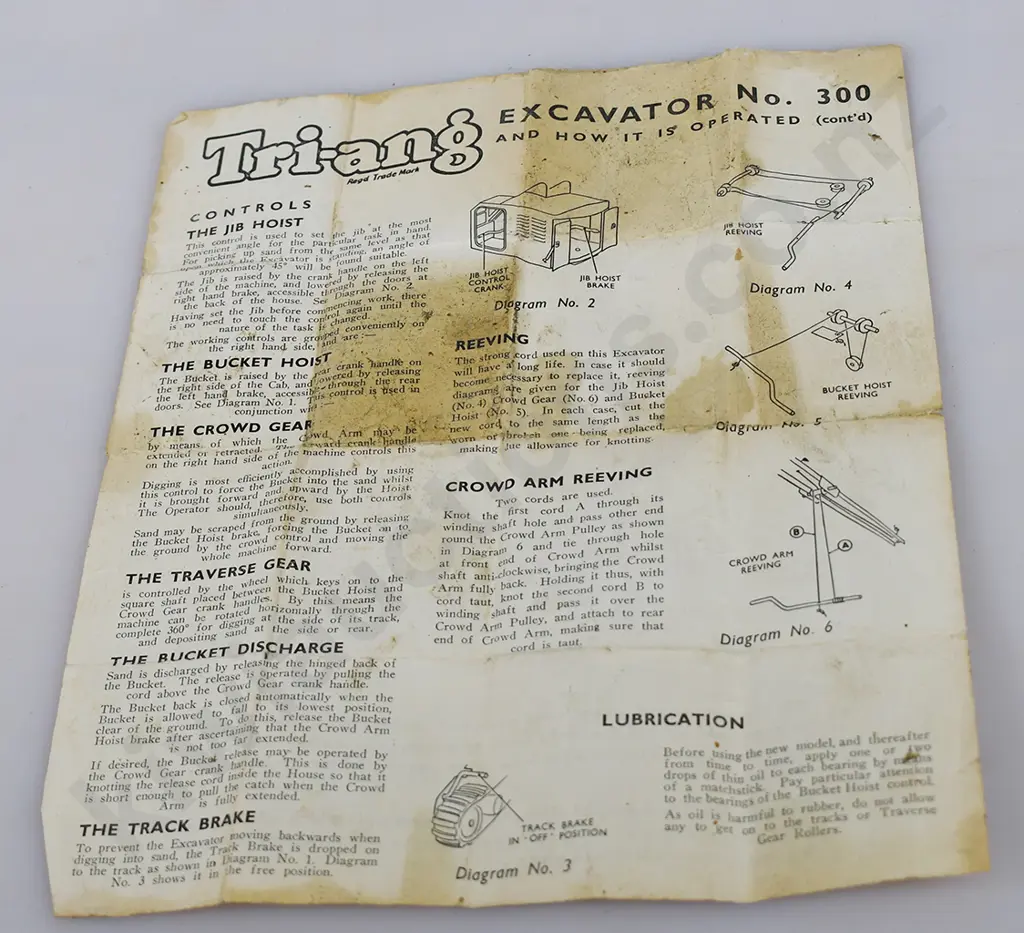 Tri-ang
Regd Trade Mark
EXCAVATOR No. 300
AND HOW IT IS OPERATED (cont'd)
CONTROLS
THE JIB HOIST
This control is used to set the jib at the most
convenient angle for the particular task in hand.
For picking up sand from the same level as that
upon which the Excavator is standing, an angle of
approximately 45° will be found suitable.
The Jib is raised by the crank handle on the left
side of the machine, and lowered by releasing the
right hand brake, accessible through the doors at
the back of the house. See Diagram No. 2.
Having set the Jib before commencing work, there
is no need to touch the control again until the
nature of the task is changed.
The working controls are grouped conveniently on
the right hand side, and are:—
THE BUCKET HOIST
The Bucket is raised by the rear crank handle on
the right side of the Cab, and lowered by releasing
the left hand brake, accessible through the rear
doors. See Diagram No. 1. This control is used in
conjunction with:—
THE CROWD GEAR
by means of which the Crowd Arm may be
extended or retracted. The forward crank handle
on the right hand side of the machine controls this
action.
Digging is most efficiently accomplished by using
this control to force the Bucket into the sand whilst
it is brought forward and upward by the Hoist.
The Operator should, therefore, use both controls
simultaneously.
Sand may be scraped from the ground by releasing
the Bucket Hoist brake, forcing the Bucket on to
the ground by the crowd control and moving the
whole machine forward.
THE TRAVERSE GEAR
is controlled by the wheel which keys on to the
square shaft placed between the Bucket Hoist and
Crowd Gear crank handles. By this means the
machine can be rotated horizontally through the
complete 360° for digging at the side of its track,
and depositing sand at the side or rear.
THE BUCKET DISCHARGE
Sand is discharged by releasing the hinged back of
the Bucket. The release is operated by pulling the
cord above the Crowd Gear crank handle.
The Bucket back is closed automatically when the
Bucket is allowed to fall to its lowest position,
clear of the ground. To do this, release the Bucket
Hoist brake after ascertaining that the Crowd Arm
is not too far extended.
If desired, the Bucket release may be operated by
the Crowd Gear crank handle. This is done by
knotting the release cord inside the House so that it
is short enough to pull the catch when the Crowd
Arm is fully extended.
THE TRACK BRAKE
To prevent the Excavator moving backwards when
digging into sand, the Track Brake is dropped on
to the track as shown in Diagram No. 1. Diagram
No. 3 shows it in the free position.
JIB HOIST
CONTROL
CRANK
JIB HOIST
BRAKE
Diagram No. 2
REEVING
The strong cord used on this Excavator
will have a long life. In case it should
become necessary to replace it, reeving
diagrams are given for the Jib Hoist
(No. 4) Crowd Gear (No. 6) and Bucket
Hoist (No. 5). In each case, cut the
new cord to the same length as the
worn or broken one being replaced,
making due allowance for knotting.
CROWD ARM REEVING
Two cords are used.
Knot the first cord A through its
winding shaft hole and pass other end
round the Crowd Arm Pulley as shown
in Diagram 6 and tie through hole
at front end of Crowd Arm whilst
shaft anti-clockwise, bringing the Crowd
Arm fully back. Holding it thus, with
cord taut, knot the second cord B to
winding shaft and pass it over the
Crowd Arm Pulley, and attach to rear
end of Crowd Arm, making sure that
cord is taut.
TRACK BRAKE
IN "OFF" POSITION
Diagram No. 3
JIB HOIST
REEVING
Diagram No. 4
BUCKET HOIST
REEVING
Diagram No. 5
B
A
CROWD ARM
REEVING
Diagram No. 6
LUBRICATION
Before using the new model, and thereafter
from time to time, apply one or two
drops of thin oil to each bearing by means
of a matchstick. Pay particular attention
to the bearings of the Bucket Hoist control.
As oil is harmful to rubber, do not allow
any to get on to the tracks or Traverse
Gear Rollers.